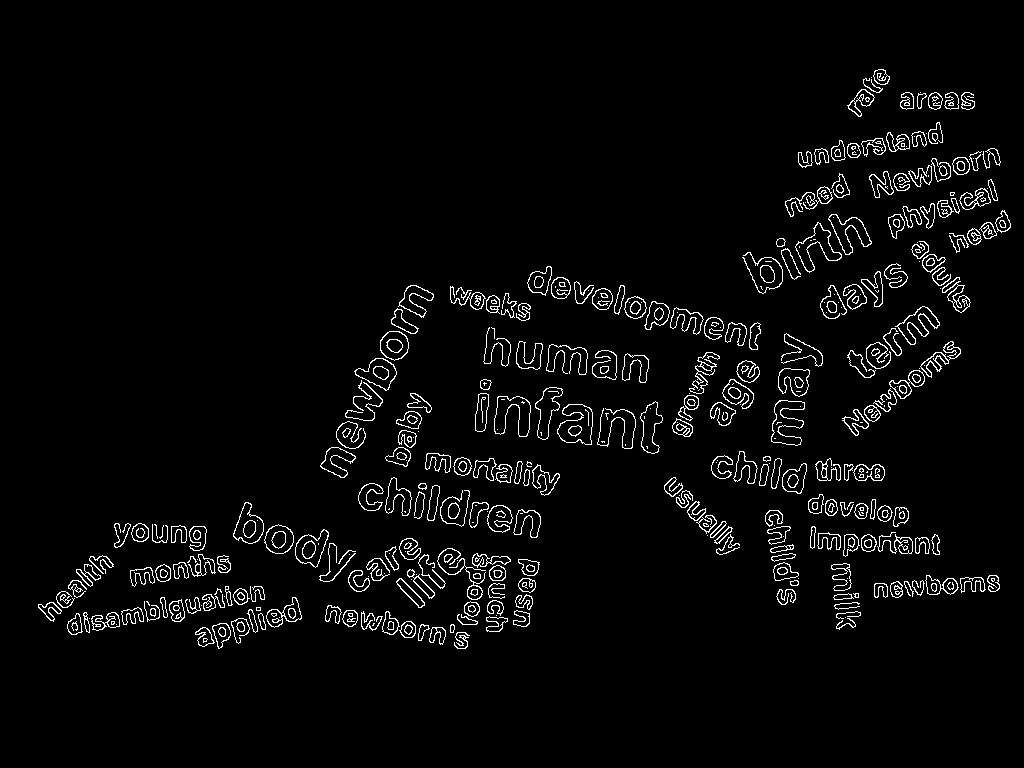 rate
areas
understand
need
Newborn
physical
birth
head
adults
days
development
weeks
newborn
term
human
growth
age
may
Newborns
infant
baby
mortality
child
three
children
usually
develop
body
young
care
life
child's
important
food
touch
used
health
months
milk
newborns
disambiguation
applied
newborn's